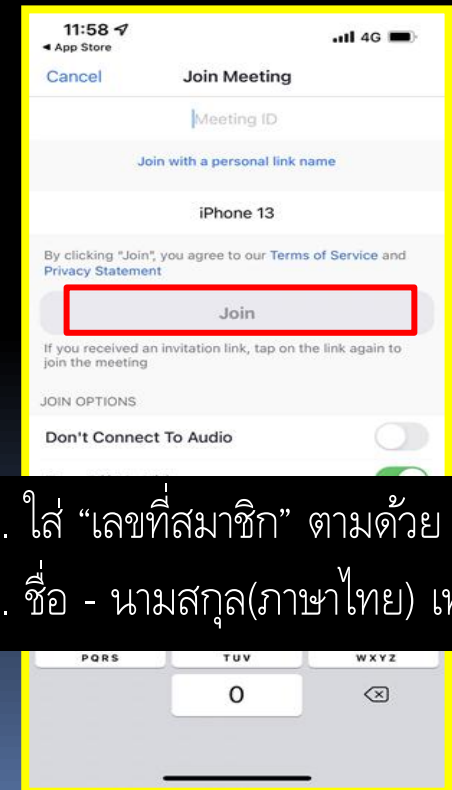 11:58
4G
◄ App Store
Cancel
Join Meeting
Meeting ID
Join with a personal link name
iPhone 13
By clicking "Join", you agree to our Terms of Service and
Privacy Statement
Join
If you received an invitation link, tap on the link again to
join the meeting
JOIN OPTIONS
Don't Connect To Audio
. ใส่ “เลขที่สมาชิก” ตามด้วย
. ชื่อ - นามสกุล(ภาษาไทย)
PQRS
TUV
WXYZ
0